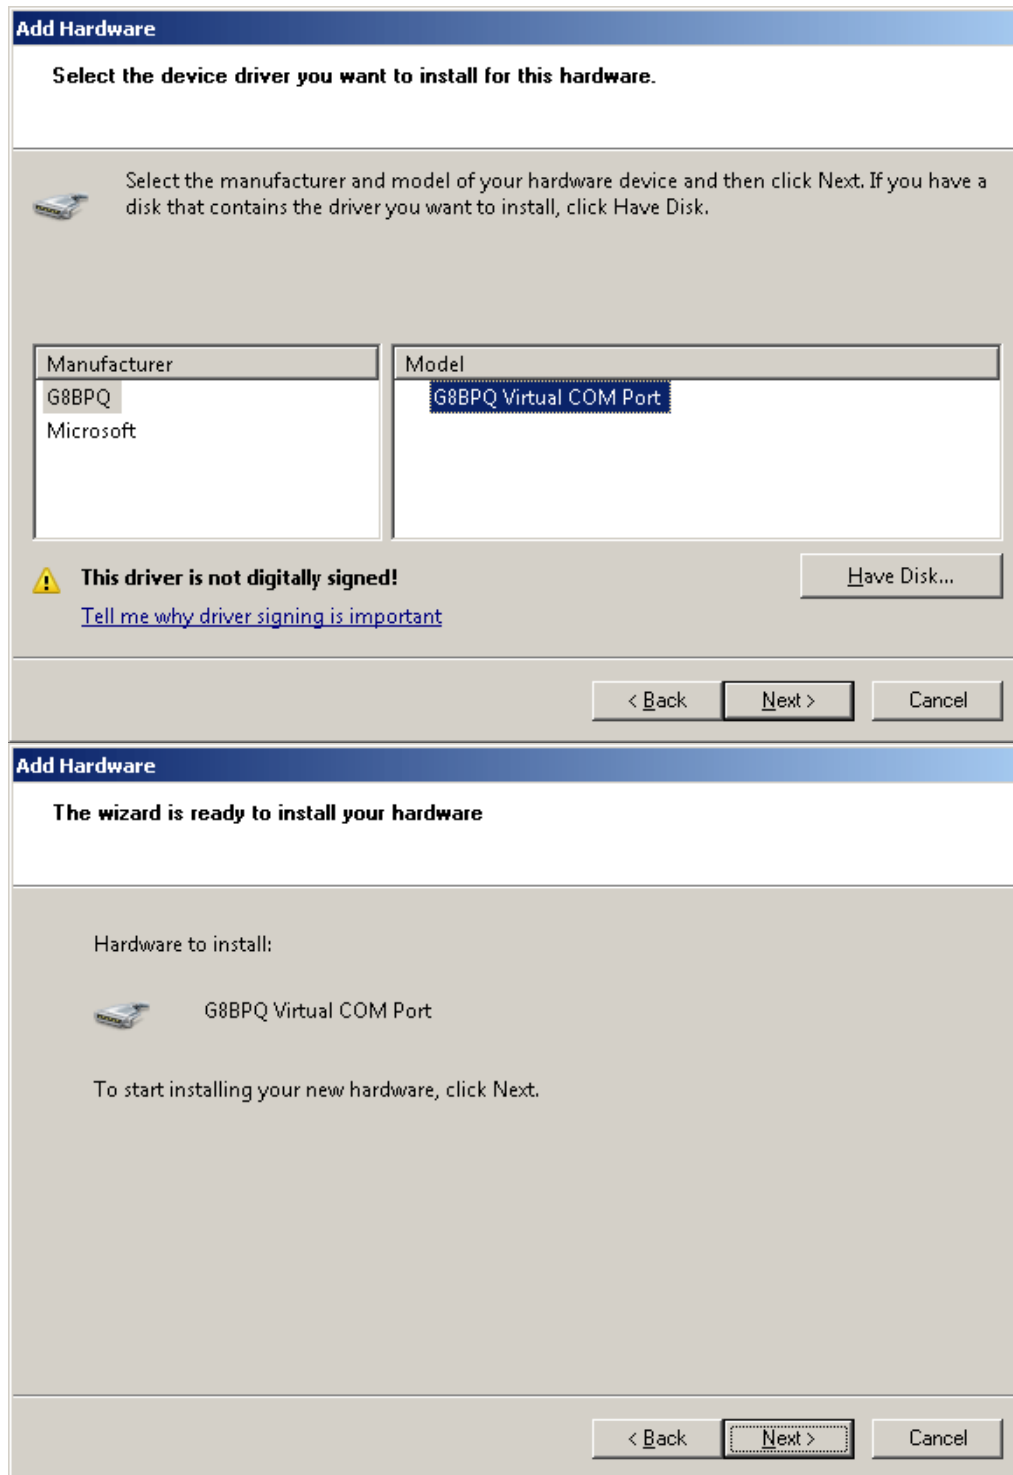 Add Hardware
Select the device driver you want to install for this hardware.
Select the manufacturer and model of your hardware device and then click Next. If you have a
disk that contains the driver you want to install, click Have Disk.
Manufacturer
Model
G8BPQ
G8BPQ Virtual COM Port
Microsoft
This driver is not digitally signed!
Have Disk...
Tell me why driver signing is important
< Back
Next >
Cancel
Add Hardware
The wizard is ready to install your hardware
Hardware to install:
G8BPQ Virtual COM Port
To start installing your new hardware, click Next.
< Back
Next >
Cancel